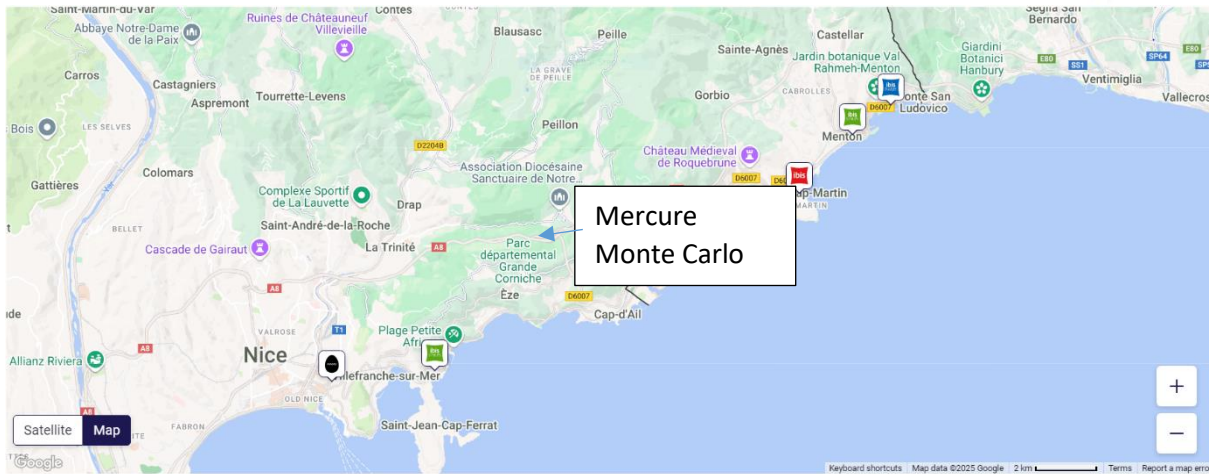 Saint-Martin-du-Var
Abbaye Notre-Dame
de la Paix
Ruines de Châteauneuf
Villevieille
Contes
Blausasc
Peille
Sainte-Agnès
Castellar
Segila San
Bernardo
Jardin botanique Val
Rahmeh-Menton
Giardini
Botanici
Hanbury
E80
E80
SS1
SP64
Ventimiglia
Vallecros
Carros
Castagniers
Aspremont
Tourrette-Levens
LA GRAVE
DE PEILLE
Gorbio
CABROLLES
Ludovico
D6007
Bois
LES SELVES
Peillon
Menton
Colomars
D2204B
Château Médiéval
de Roquebrune
Gattières
Association Diocésaine
Sanctuaire de Notre...
D6007
ibis
ap-Martin
MARTIN
Complexe Sportif
de La Lauvette
Drap
BELLET
Saint-André-de-la-Roche
Mercure
Monte Carlo
Cascade de Gairaut
La Trinité
A8
Parc
départemental
Grande
Corniche
A8
Èze
D6007
Cap-d'Ail
VALROSE
T1
Plage Petite
Allianz Riviera
A8
Nice
Villefranche-sur-Mer
OLD NICE
A8
FABRON
Saint-Jean-Cap-Ferrat
Satellite
Map
+
−
Google
Keyboard shortcuts
Map data ©2025 Google
2 km
Terms
Report a map erro